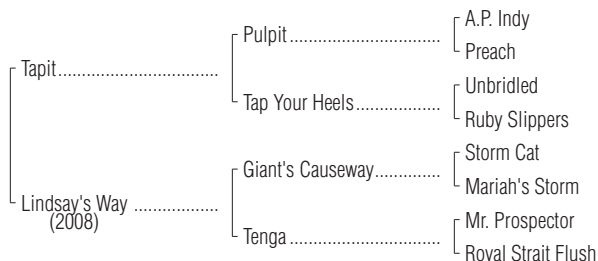 A.P. Indy
Pulpit..............................
Preach
Tapit................................
Unbridled
Tap Your Heels.................
Ruby Slippers
Storm Cat
Giant's Causeway.............
Mariah's Storm
Lindsay's Way .................
(2008)
Mr. Prospector
Tenga ..............................
Royal Strait Flush